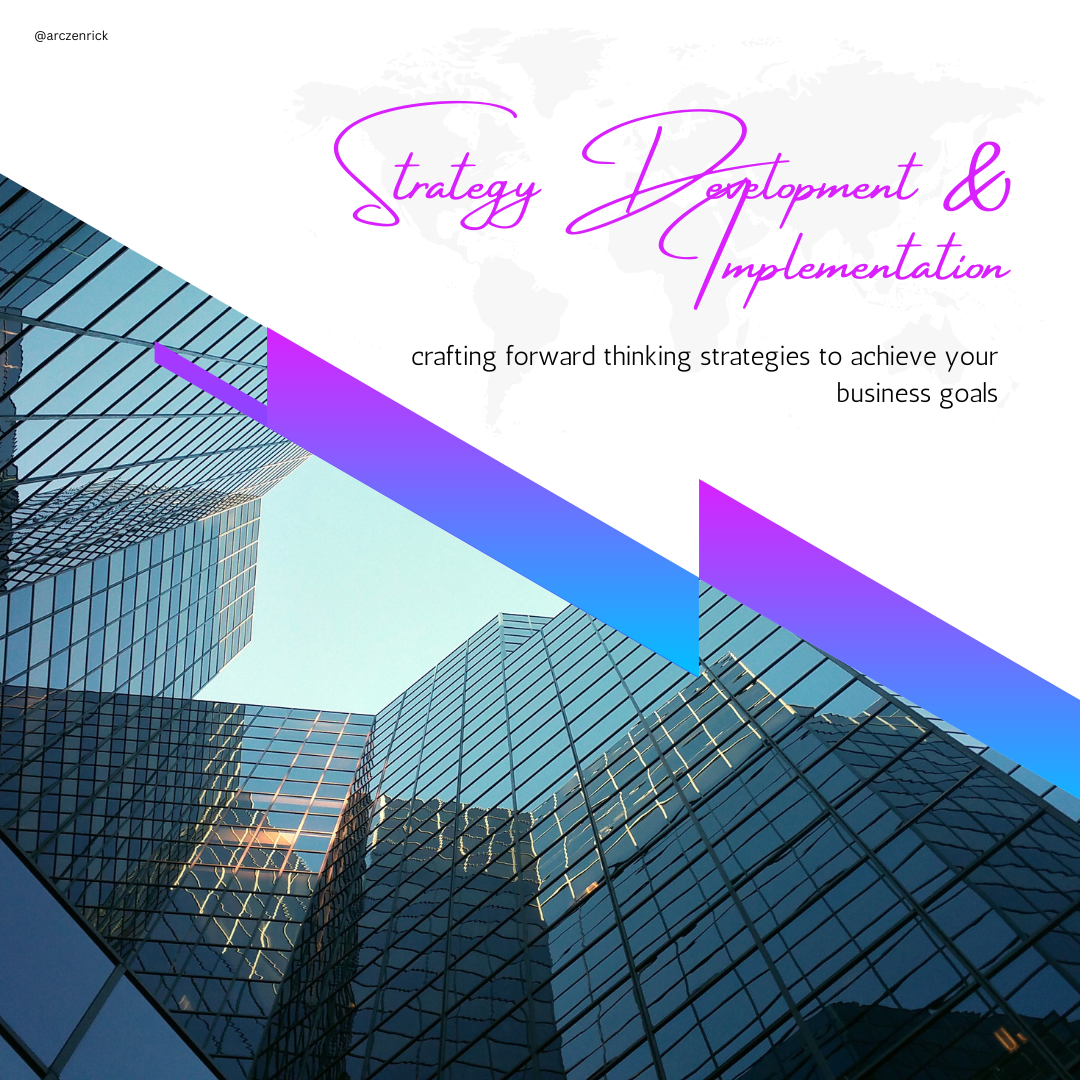 @arczenrick
Strategy Development &
Implementation
crafting forward thinking strategies to achieve your
business goals